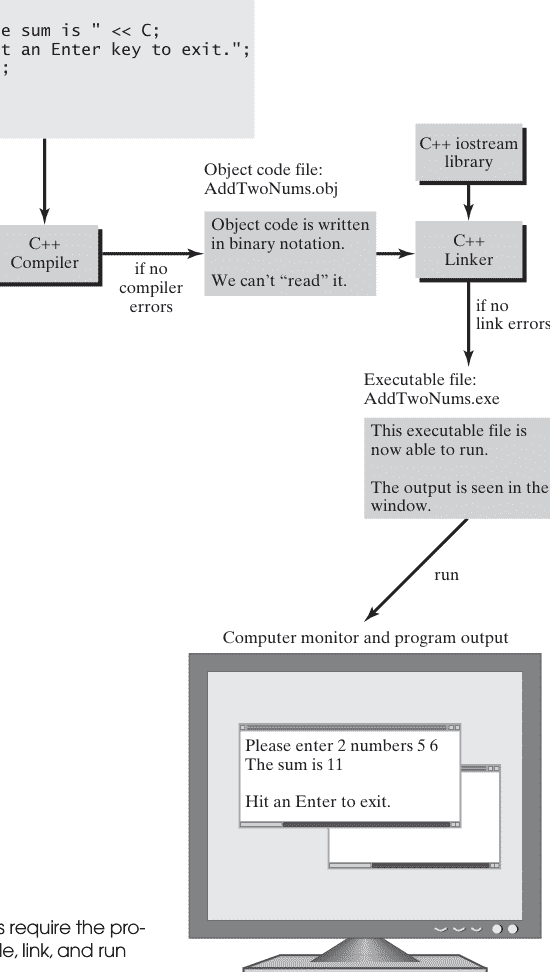 e sum is " << C;
t an Enter key to exit.";
;
C++ iostream
library
Object code file:
AddTwoNums.obj
C++
Compiler
if no
compiler
errors
Object code is written
in binary notation.
We can't “read” it.
C++
Linker
if no
link errors
Executable file:
AddTwoNums.exe
This executable file is
now able to run.
The output is seen in the
window.
run
Computer monitor and program output
Please enter 2 numbers 5 6
The sum is 11
Hit an Enter to exit.
s require the pro-
le, link, and run